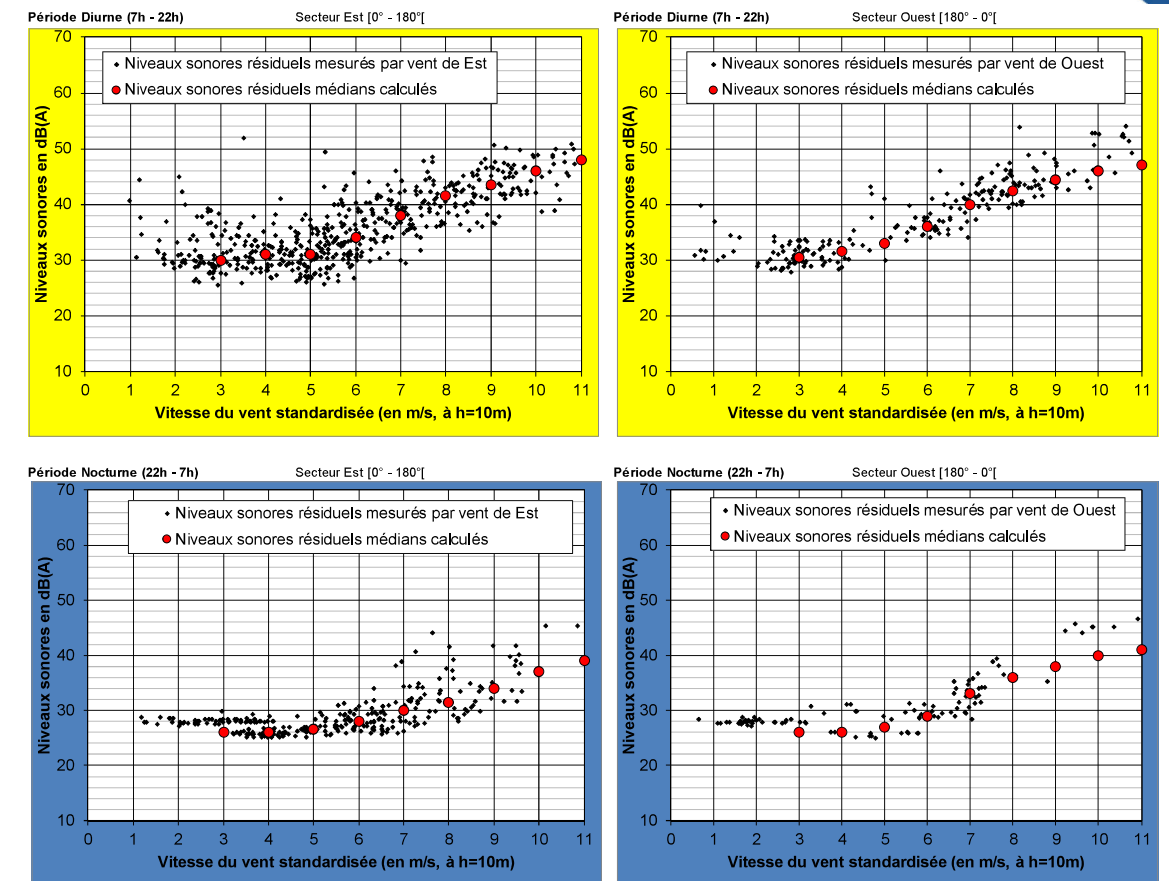 Période Diurne (7h - 22h) Secteur Est [0° - 180°[
70
60
50
40
30
20
10
Niveaux sonores en dB(A)
Niveaux sonores résiduels mesurés par vent de Est
Niveaux sonores résiduels médians calculés
0 1 2 3 4 5 6 7 8 9 10 11
Vitesse du vent standardisée (en m/s, à h=10m)
Période Diurne (7h - 22h) Secteur Ouest [180° - 0°[
70
60
50
40
30
20
10
Niveaux sonores en dB(A)
Niveaux sonores résiduels mesurés par vent de Ouest
Niveaux sonores résiduels médians calculés
0 1 2 3 4 5 6 7 8 9 10 11
Vitesse du vent standardisée (en m/s, à h=10m)
Période Nocturne (22h - 7h) Secteur Est [0° - 180°[
70
60
50
40
30
20
10
Niveaux sonores en dB(A)
Niveaux sonores résiduels mesurés par vent de Est
Niveaux sonores résiduels médians calculés
0 1 2 3 4 5 6 7 8 9 10 11
Vitesse du vent standardisée (en m/s, à h=10m)
Période Nocturne (22h - 7h) Secteur Ouest [180° - 0°[
70
60
50
40
30
20
10
Niveaux sonores en dB(A)
Niveaux sonores résiduels mesurés par vent de Ouest
Niveaux sonores résiduels médians calculés
0 1 2 3 4 5 6 7 8 9 10 11
Vitesse du vent standardisée (en m/s, à h=10m)